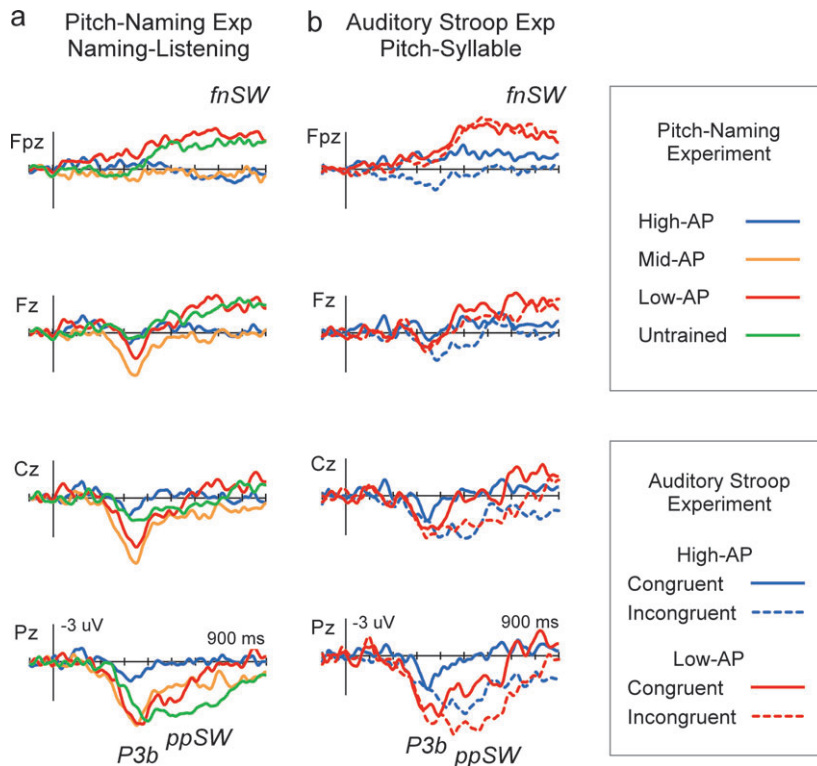 a
Pitch-Naming Exp
Naming-Listening
b
Auditory Stroop Exp
Pitch-Syllable
fnSW
fnSW
Fpz
Fpz
Fz
Fz
Cz
Cz
Pz
-3 uV
900 ms
Pz
-3 uV
900 ms
P3b
ppSW
P3b
ppSW
Pitch-Naming
Experiment
High-AP
Mid-AP
Low-AP
Untrained
Auditory Stroop
Experiment
High-AP
Congruent
Incongruent
Low-AP
Congruent
Incongruent